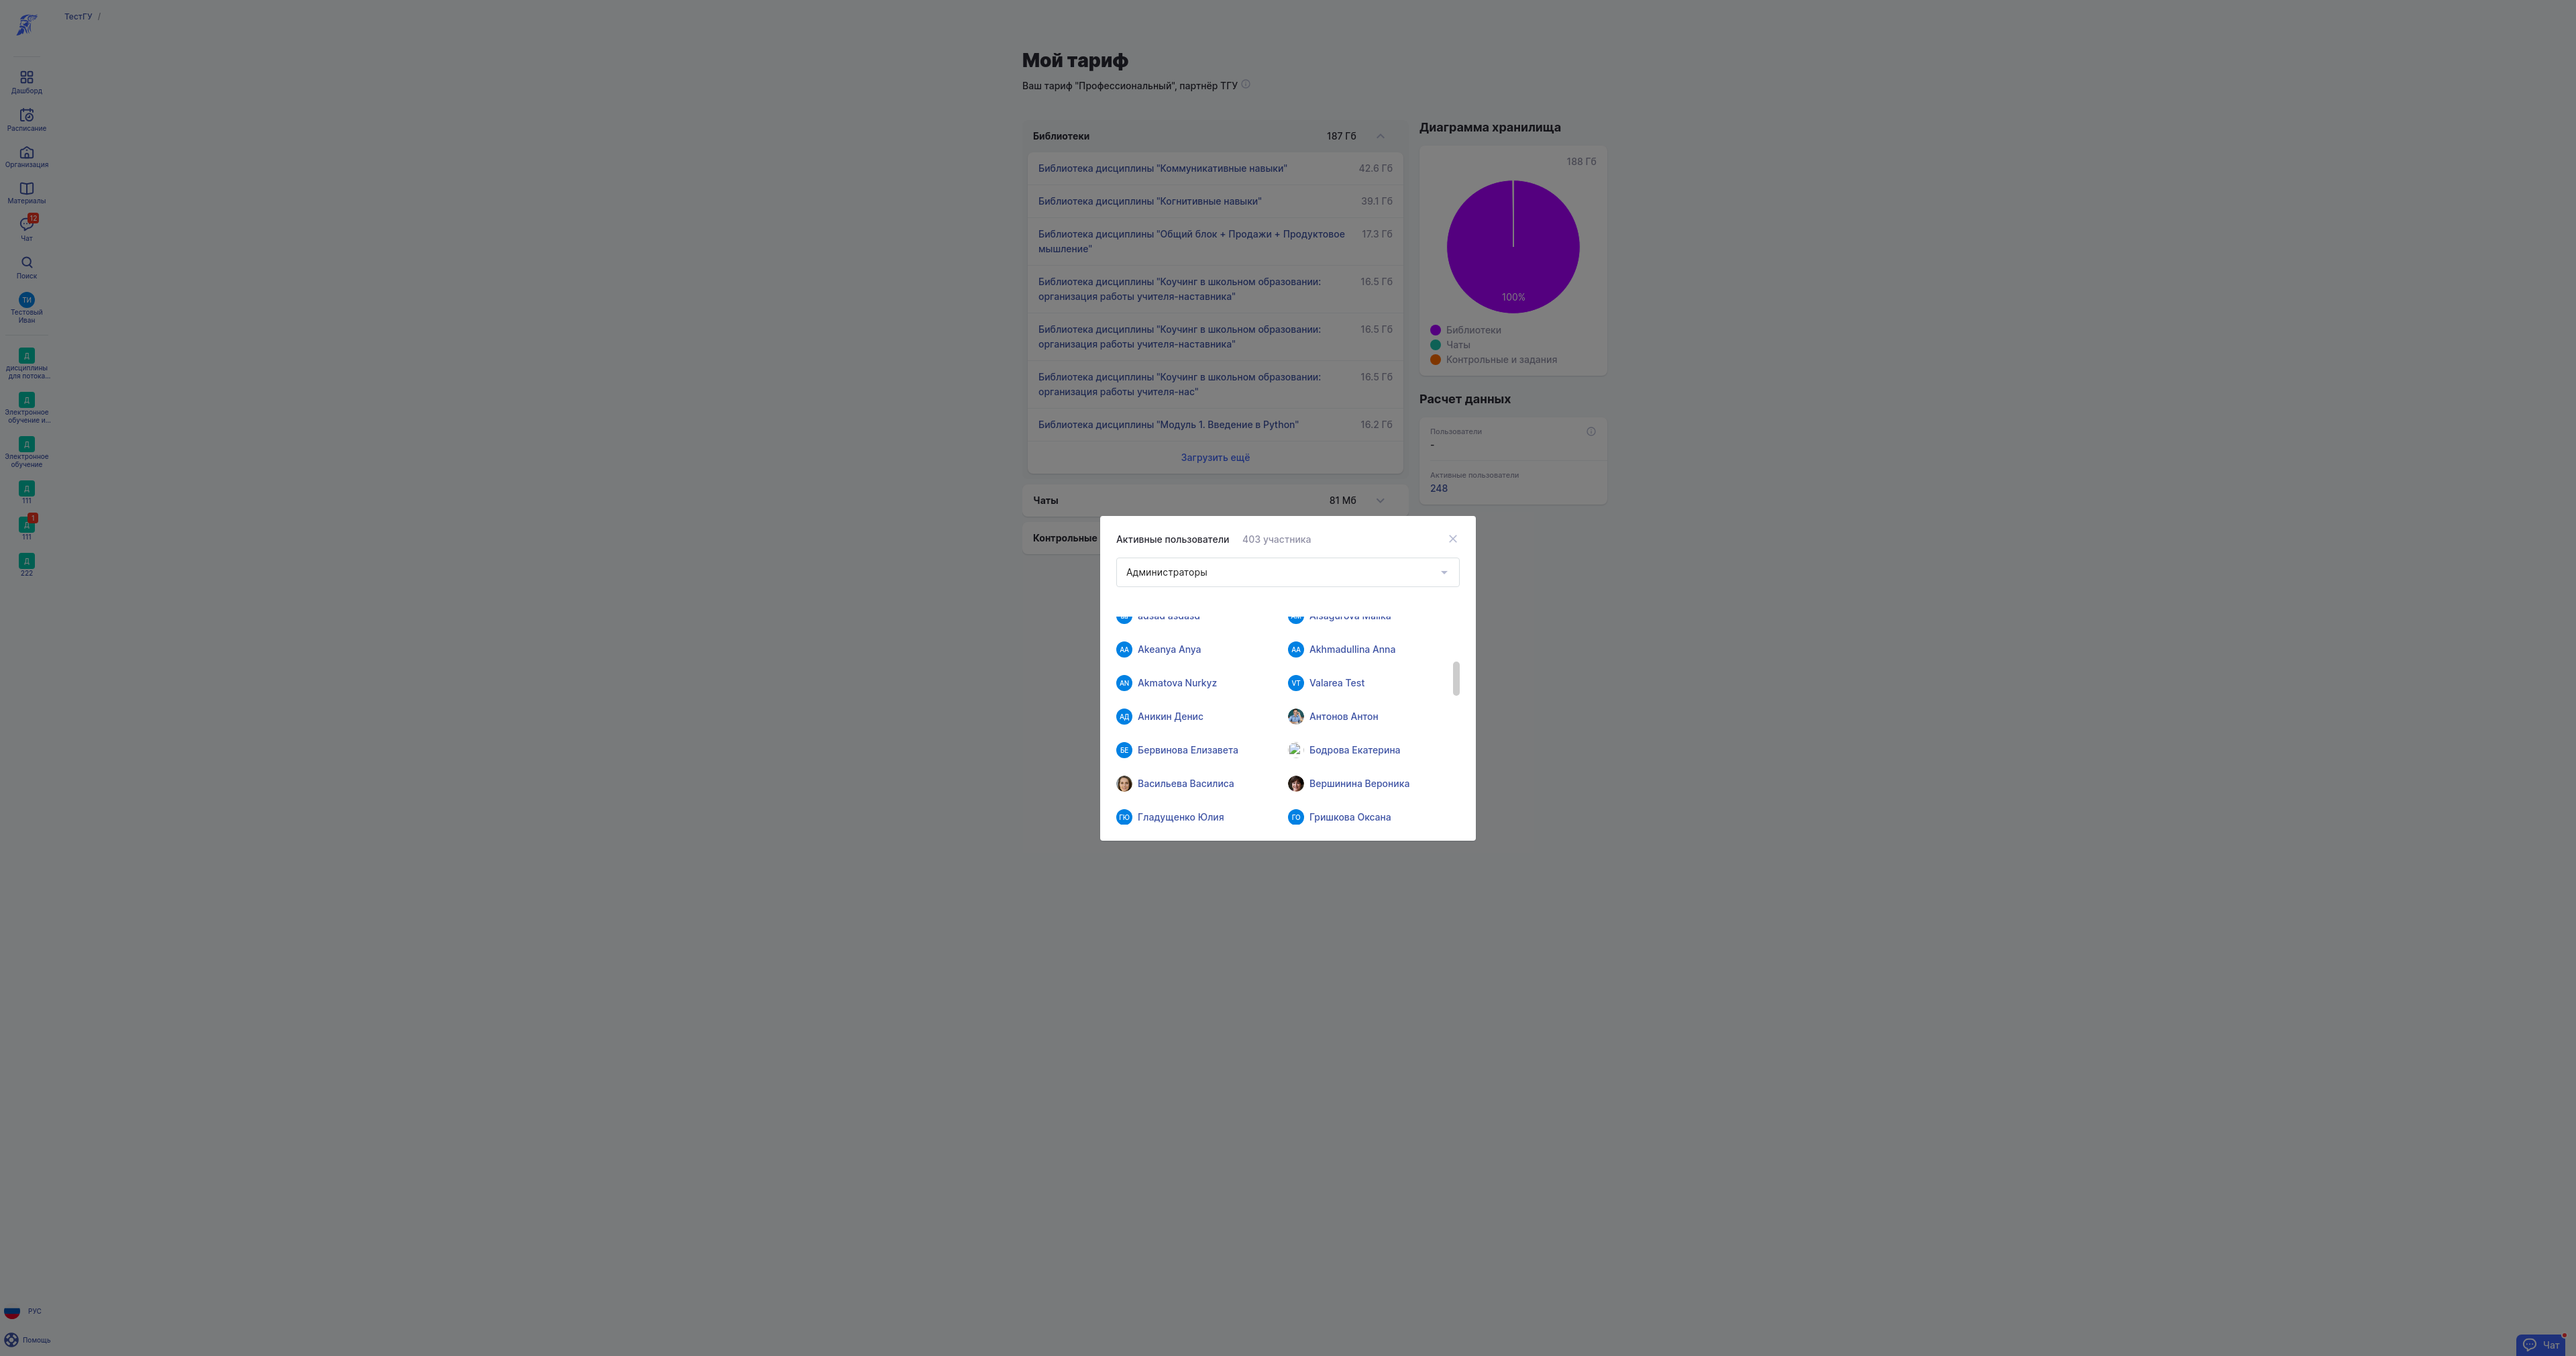 ТестГУ /
Дашборд
Расписание
Организация
Материалы
12
Чат
Поиск
ТИ
Тестовый
Иван
Д
дисциплины
для потока...
Д
Электронное
обучение и...
Д
Электронное
обучение
Д
111
Д 1
111
Д
222
РУС
Помощь
Мой тариф
Ваш тариф "Профессиональный", партнёр ТГУ
Библиотеки 187 Гб
Библиотека дисциплины "Коммуникативные навыки" 42.6 Гб
Библиотека дисциплины "Когнитивные навыки" 39.1 Гб
Библиотека дисциплины "Общий блок + Продажи + Продуктовое 17.3 Гб
мышление"
Библиотека дисциплины "Коучинг в школьном образовании: 16.5 Гб
организация работы учителя-наставника"
Библиотека дисциплины "Коучинг в школьном образовании: 16.5 Гб
организация работы учителя-наставника"
Библиотека дисциплины "Коучинг в школьном образовании: 16.5 Гб
организация работы учителя-нас"
Библиотека дисциплины "Модуль 1. Введение в Python" 16.2 Гб
Загрузить ещё
Чаты 81 Мб
Контрольные
Диаграмма хранилища
188 Гб
100%
Библиотеки
Чаты
Контрольные и задания
Расчет данных
Пользователи
-
Активные пользователи
248
Активные пользователи 403 участника
Администраторы
adsad asdasd Aisagurova Malika
AA Akeanya Anya AA Akhmadullina Anna
AN Akmatova Nurkyz VT Valarea Test
АД Аникин Денис Антонов Антон
БЕ Бервинова Елизавета Бодрова Екатерина
Васильева Василиса Вершинина Вероника
ГЮ Гладущенко Юлия ГО Гришкова Оксана
Чат